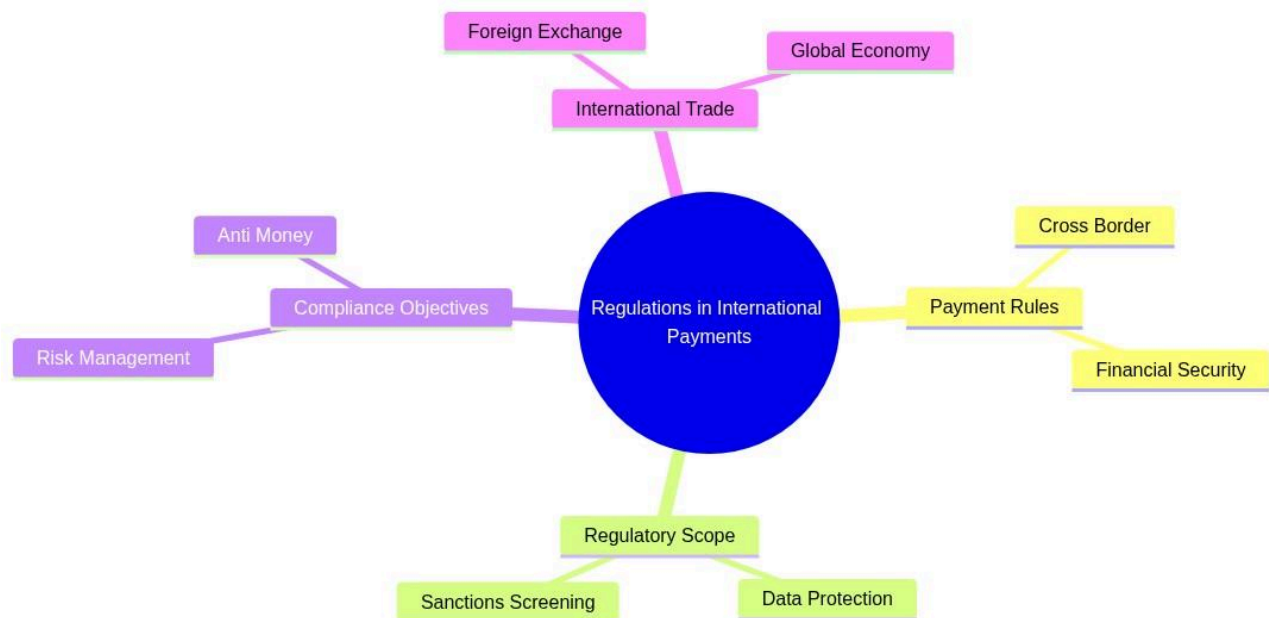 Foreign Exchange
Global Economy
International Trade
Anti Money
Cross Border
Compliance Objectives
Regulations in International
Payments
Payment Rules
Risk Management
Financial Security
Regulatory Scope
Sanctions Screening
Data Protection